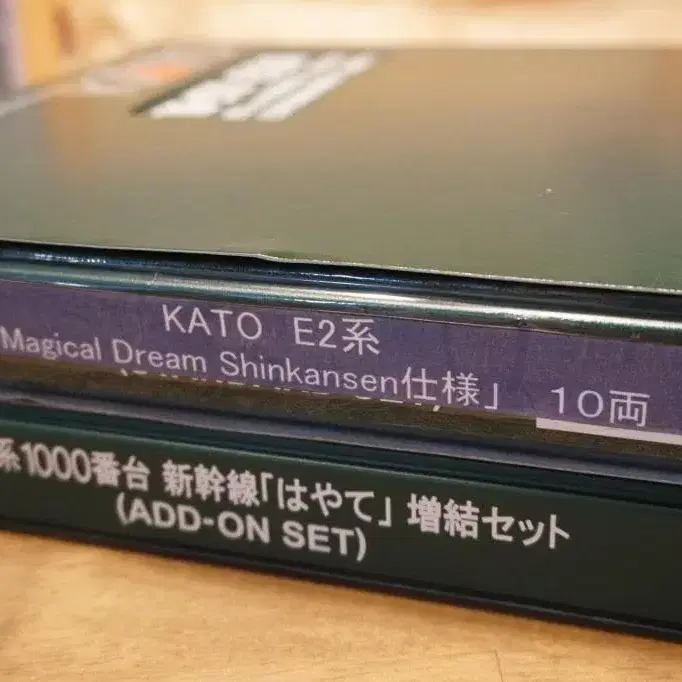 KATO E2系
Magical Dream Shinkansen仕様」 10両
系1000番台 新幹線「はやて」 増結セット
(ADD-ON SET)